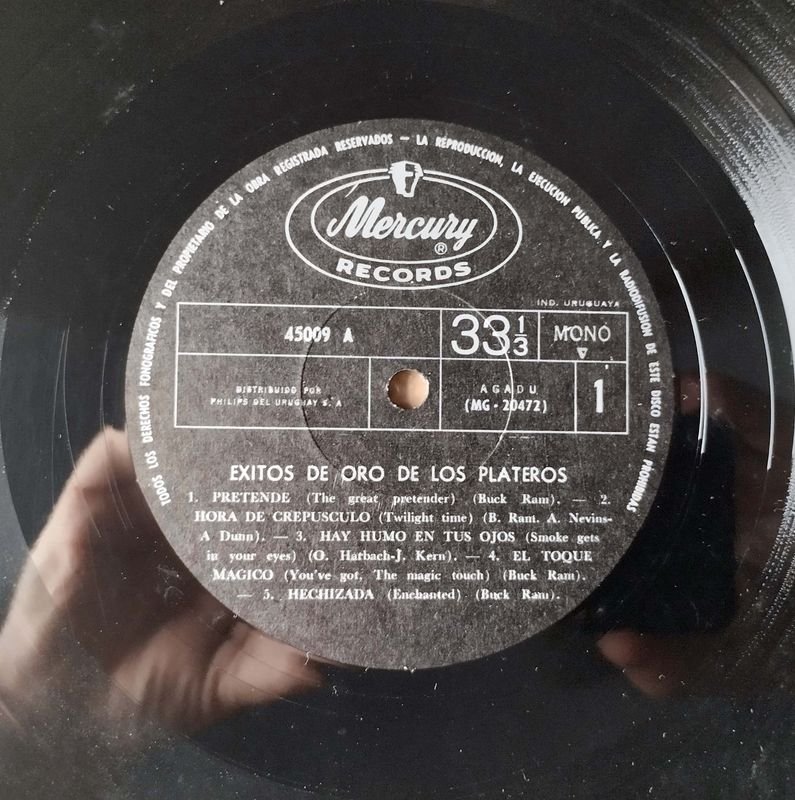 TODOS LOS DERECHOS FONOGRAFICOS Y DEL PROPIETARIO DE LA OBRA REGISTRADA RESERVADOS — LA REPRODUCCION, LA EJECUCION PUBLICA Y LA RADIODIFUSION DE ESTE DISCO ESTAN PROHIBIDAS
Mercury ®
RECORDS
IND. URUGUAYA
45009 A
33 1/3
MONO
DISTRIBUIDO POR
PHILIPS DEL URUGUAY S. A
AGADU
(MG - 20472)
1
EXITOS DE ORO DE LOS PLATEROS
1. PRETENDE (The great pretender) (Buck Ram). — 2.
HORA DE CREPUSCULO (Twilight time) (B. Ram. A. Nevins-
A Dunn). — 3. HAY HUMO EN TUS OJOS (Smoke gets
in your eyes) (O. Harbach-J. Kern). — 4. EL TOQUE
MAGICO (You've got, The magic touch) (Buck Ram).
— 5. HECHIZADA (Enchanted) (Buck Ram).